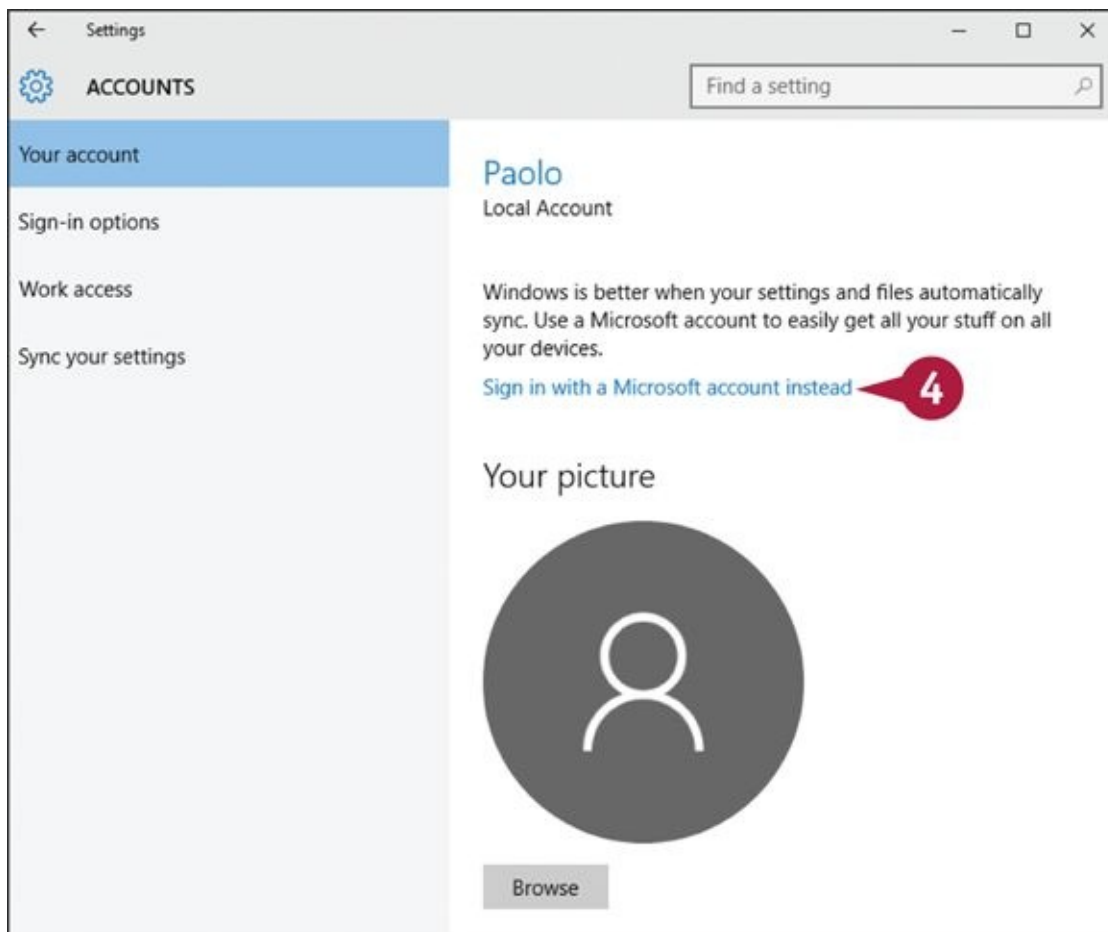 Settings
ACCOUNTS
Find a setting
Your account
Sign-in options
Work access
Sync your settings
Paolo
Local Account
Windows is better when your settings and files automatically
sync. Use a Microsoft account to easily get all your stuff on all
your devices.
Sign in with a Microsoft account instead
4
Your picture
Browse